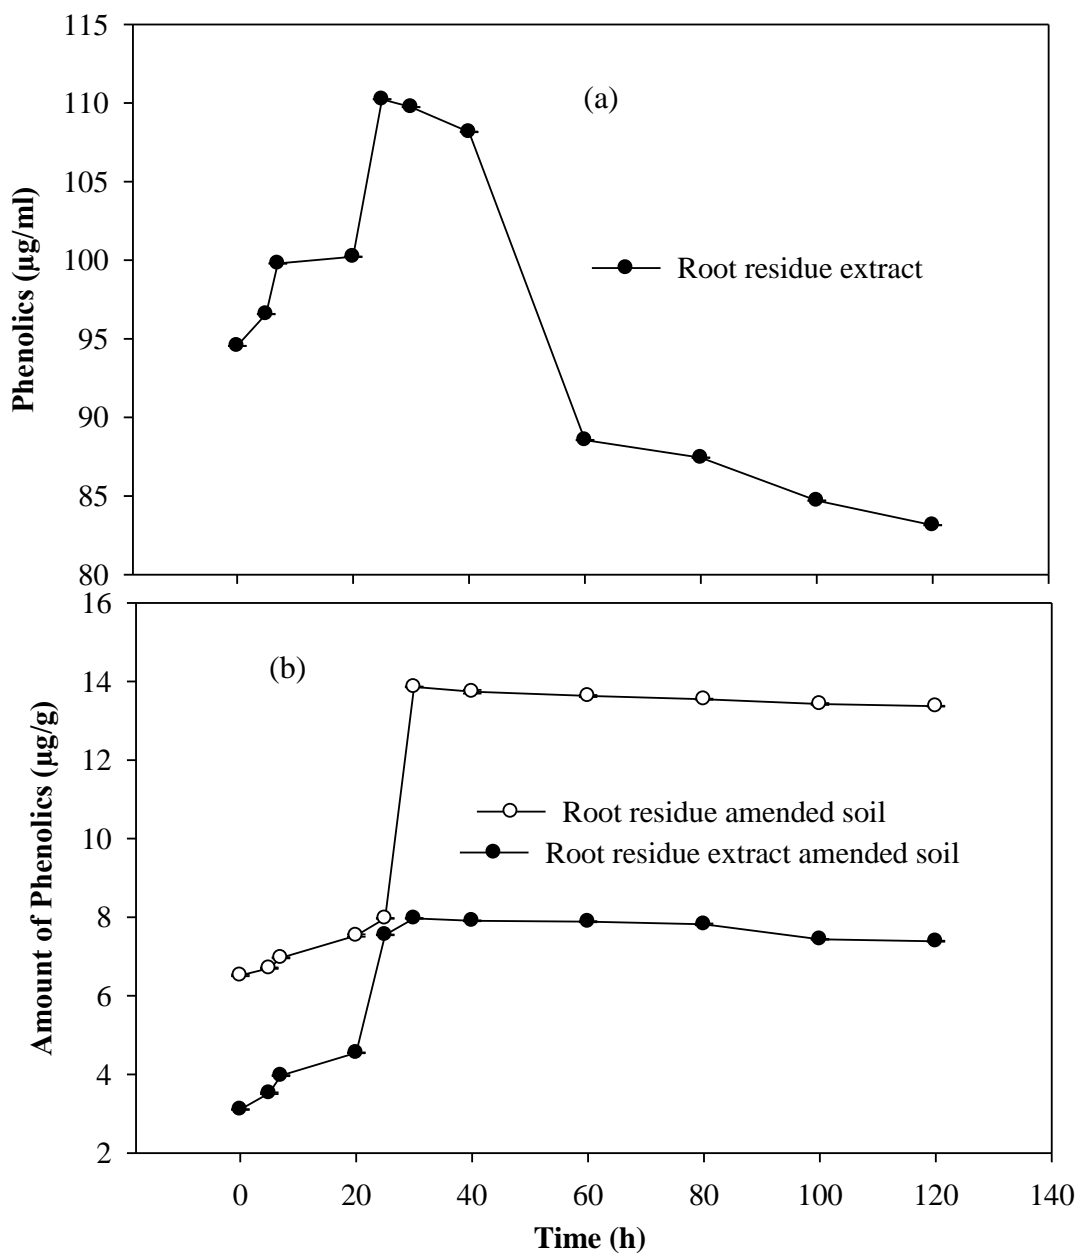 115
110
105
100
95
90
85
80
Phenolics (µg/ml)
(a)
Root residue extract
16
14
12
10
8
6
4
2
Amount of Phenolics (µg/g)
(b)
Root residue amended soil
Root residue extract amended soil
0 20 40 60 80 100 120 140
Time (h)